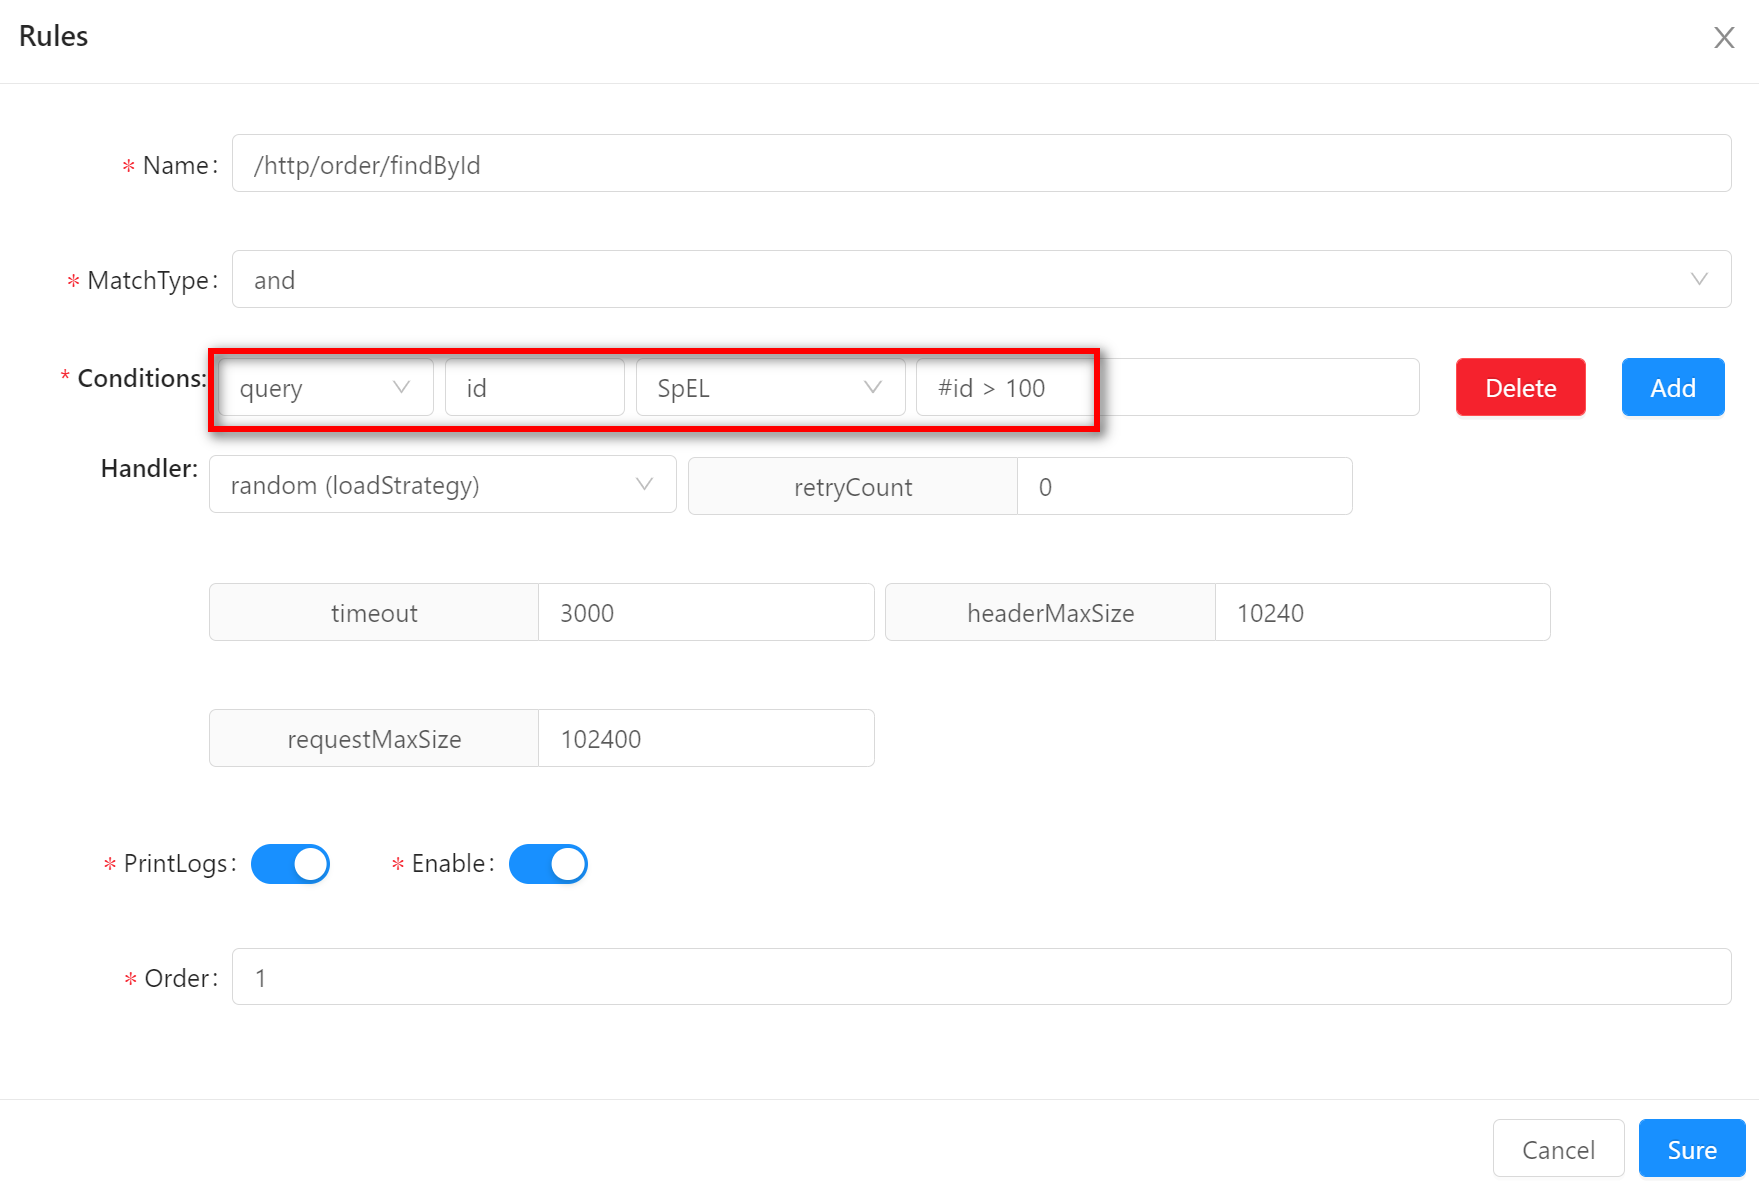 Rules
* Name: /http/order/findById
* MatchType: and
* Conditions: query id SpEL #id > 100 Delete Add
Handler: random (loadStrategy) retryCount 0
timeout 3000 headerMaxSize 10240
requestMaxSize 102400
* PrintLogs: * Enable:
* Order: 1
Cancel Sure